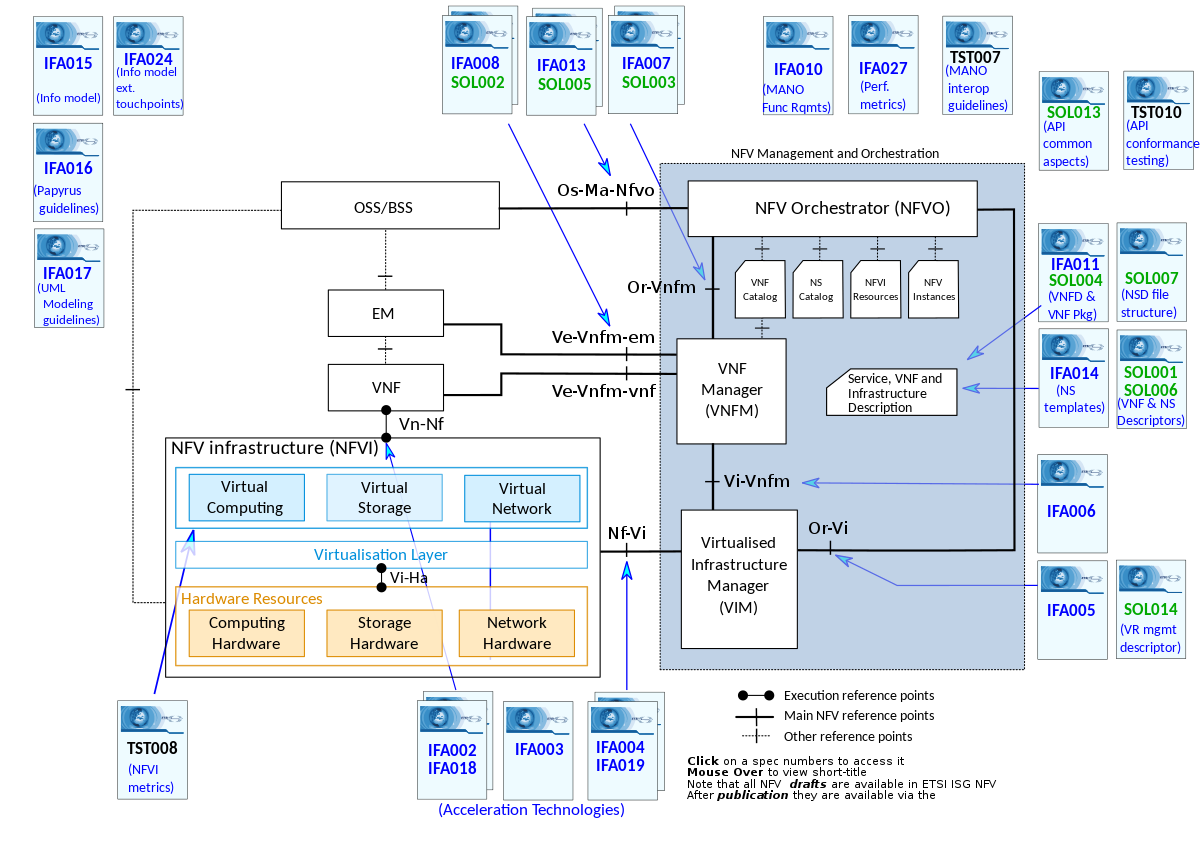 IFA015
(Info model)
IFA024
(Info model
ext.
touchpoints)
IFA008
SOL002
IFA013
SOL005
IFA007
SOL003
IFA010
(MANO
Func Rqmts)
IFA027
(Perf.
metrics)
TST007
(MANO
interop
guidelines)
SOL013
(API
common
aspects)
TST010
(API
conformance
testing)
IFA016
(Papyrus
guidelines)
IFA017
(UML
Modeling
guidelines)
NFV Management and Orchestration
Os-Ma-Nfvo
OSS/BSS
NFV Orchestrator (NFVO)
Or-Vnfm
VNF
Catalog
NS
Catalog
NFVI
Resources
NFV
Instances
IFA011
SOL004
(VNFD &
VNF Pkg)
SOL007
(NSD file
structure)
EM
Ve-Vnfm-em
VNF
Ve-Vnfm-vnf
VNF
Manager
(VNFM)
Service, VNF and
Infrastructure
Description
IFA014
(NS
templates)
SOL001
SOL006
(VNF & NS
Descriptors)
Vn-Nf
NFV infrastructure (NFVI)
Virtual
Computing
Virtual
Storage
Virtual
Network
Vi-Vnfm
IFA006
Nf-Vi
Or-Vi
Virtualisation Layer
Vi-Ha
Virtualised
Infrastructure
Manager
(VIM)
Hardware Resources
Computing
Hardware
Storage
Hardware
Network
Hardware
IFA005
SOL014
(VR mgmt
descriptor)
TST008
(NFVI
metrics)
IFA002
IFA018
IFA003
IFA004
IFA019
(Acceleration Technologies)
Execution reference points
Main NFV reference points
Other reference points
Click on a spec numbers to access it
Mouse Over to view short-title
Note that all NFV drafts are available in ETSI ISG NFV
After publication they are available via the